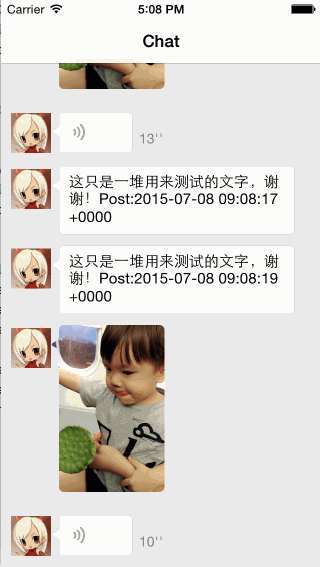 Carrier 5:08 PM
Chat
13''
这只是一堆用来测试的文字，谢
谢！Post:2015-07-08 09:08:17
+0000
这只是一堆用来测试的文字，谢
谢！Post:2015-07-08 09:08:19
+0000
10''